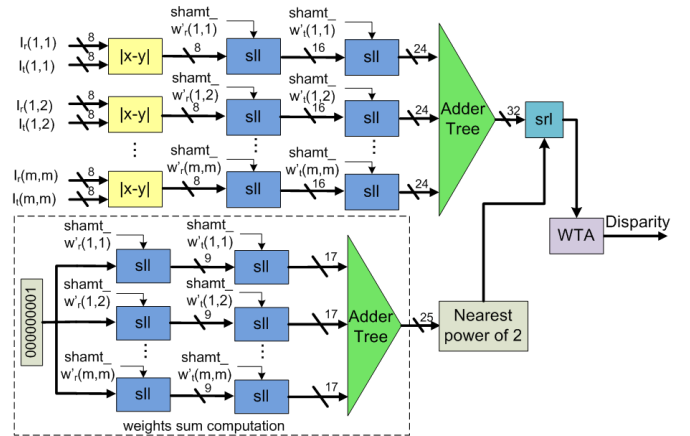 shamt_
w'r(1,1)
shamt_
w't(1,1)
Ir(1,1)
8
It(1,1)
8
|x-y|
8
sll
16
sll
24
shamt_
w'r(1,2)
shamt_
w't(1,2)
Ir(1,2)
8
It(1,2)
8
|x-y|
8
sll
16
sll
24
shamt_
w'r(m,m)
shamt_
w't(m,m)
Ir(m,m)
8
It(m,m)
8
|x-y|
8
sll
16
sll
24
Adder
Tree
32
srl
WTA
Disparity
000000001
shamt_
w'r(1,1)
shamt_
w't(1,1)
sll
9
sll
17
shamt_
w'r(1,2)
shamt_
w't(1,2)
sll
9
sll
17
shamt_
w'r(m,m)
shamt_
w't(m,m)
sll
9
sll
17
Adder
Tree
25
Nearest
power of 2
weights sum computation